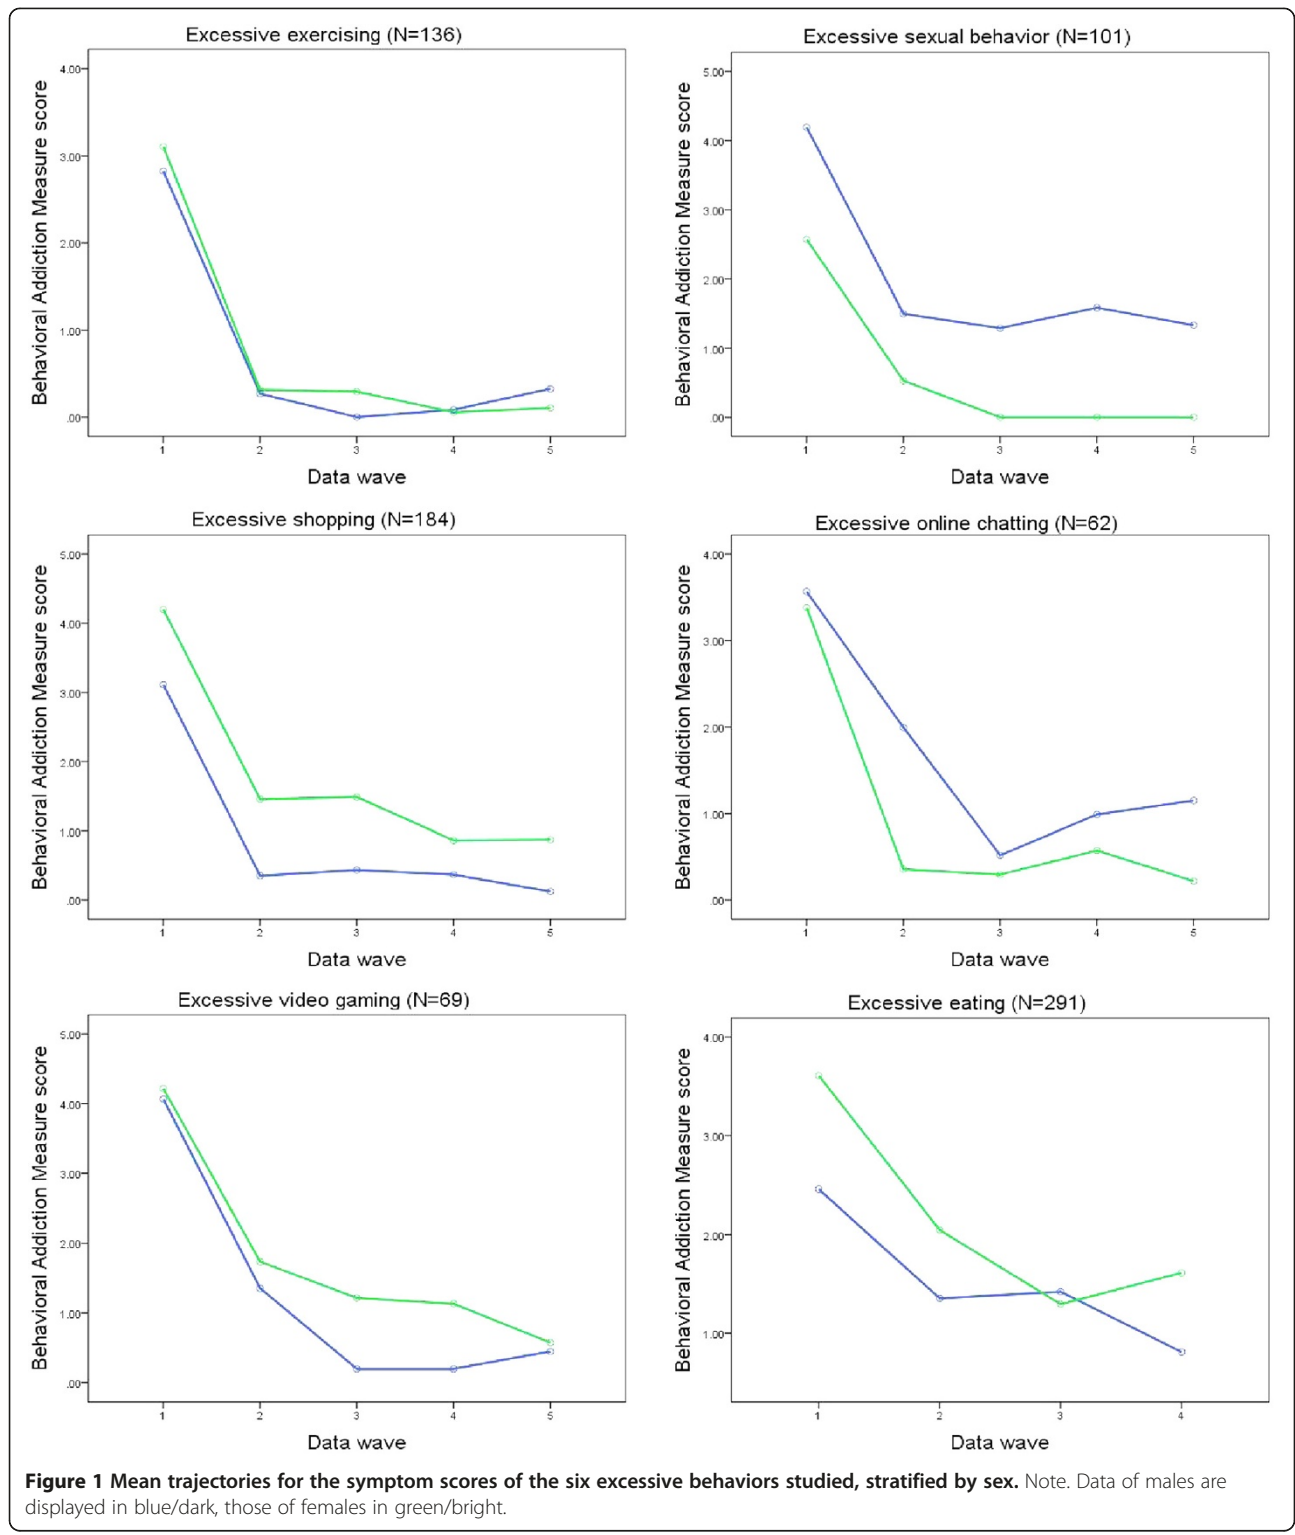 Excessive exercising (N=136)
Behavioral Addiction Measure score
4.00
3.00
2.00
1.00
.00
1 2 3 4 5
Data wave
Excessive sexual behavior (N=101)
Behavioral Addiction Measure score
5.00
4.00
3.00
2.00
1.00
.00
1 2 3 4 5
Data wave
Excessive shopping (N=184)
Behavioral Addiction Measure score
5.00
4.00
3.00
2.00
1.00
.00
1 2 3 4 5
Data wave
Excessive online chatting (N=62)
Behavioral Addiction Measure score
4.00
3.00
2.00
1.00
.00
1 2 3 4 5
Data wave
Excessive video gaming (N=69)
Behavioral Addiction Measure score
5.00
4.00
3.00
2.00
1.00
.00
1 2 3 4 5
Data wave
Excessive eating (N=291)
Behavioral Addiction Measure score
4.00
3.00
2.00
1.00
1 2 3 4
Data wave
Figure 1 Mean trajectories for the symptom scores of the six excessive behaviors studied, stratified by sex. Note. Data of males are
displayed in blue/dark, those of females in green/bright.